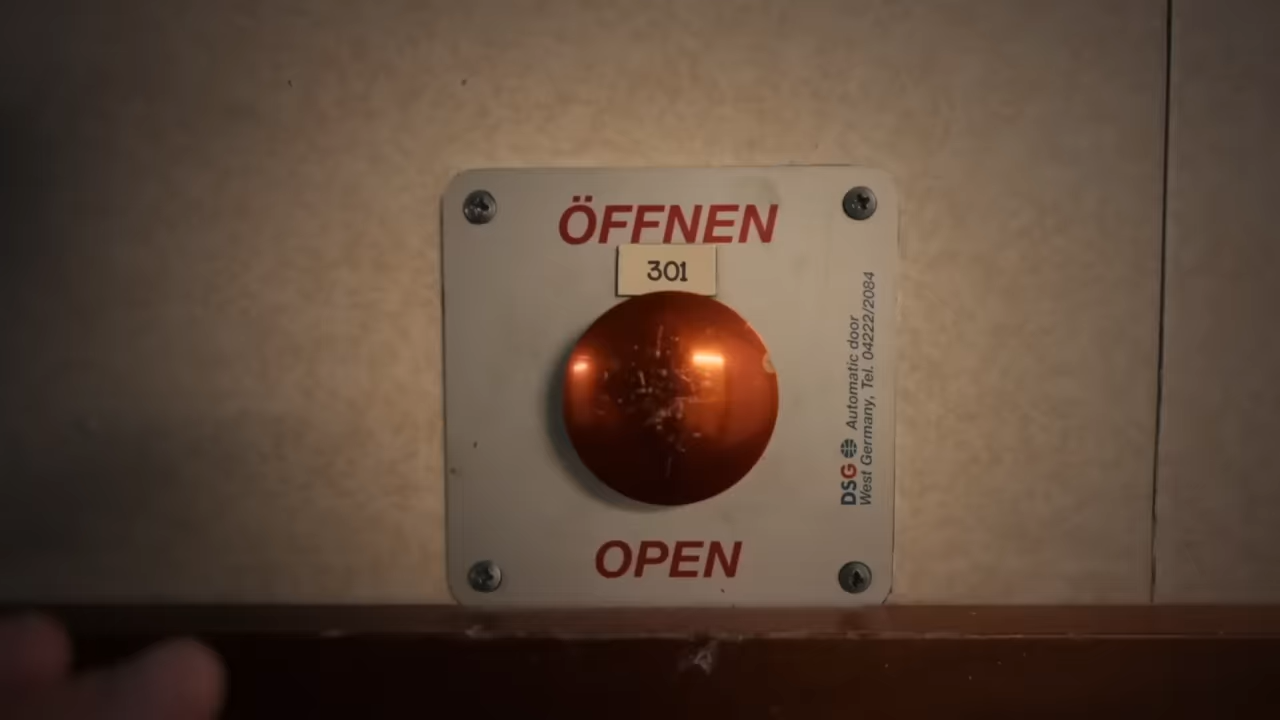 ÖFFNEN
301
OPEN
DSG Automatic door
West Germany, Tel. 04222/2084